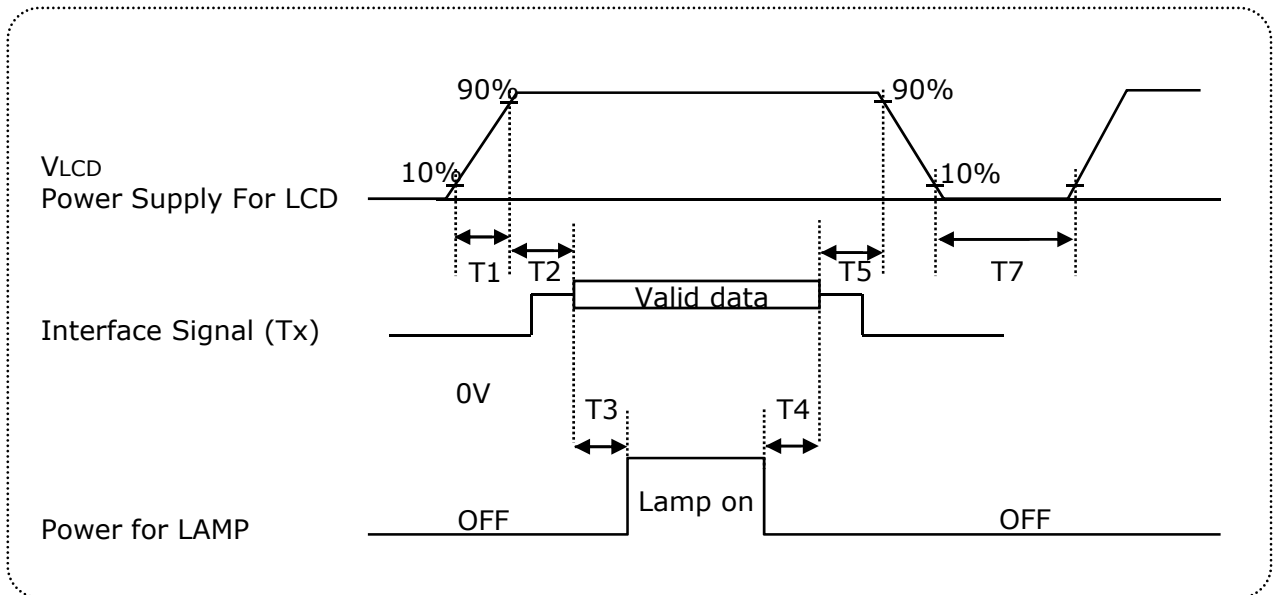 90%
90%
VLCD
10%
10%
Power Supply For LCD
T1
T2
T5
T7
Valid data
Interface Signal (Tx)
0V
T3
T4
Lamp on
Power for LAMP
OFF
OFF